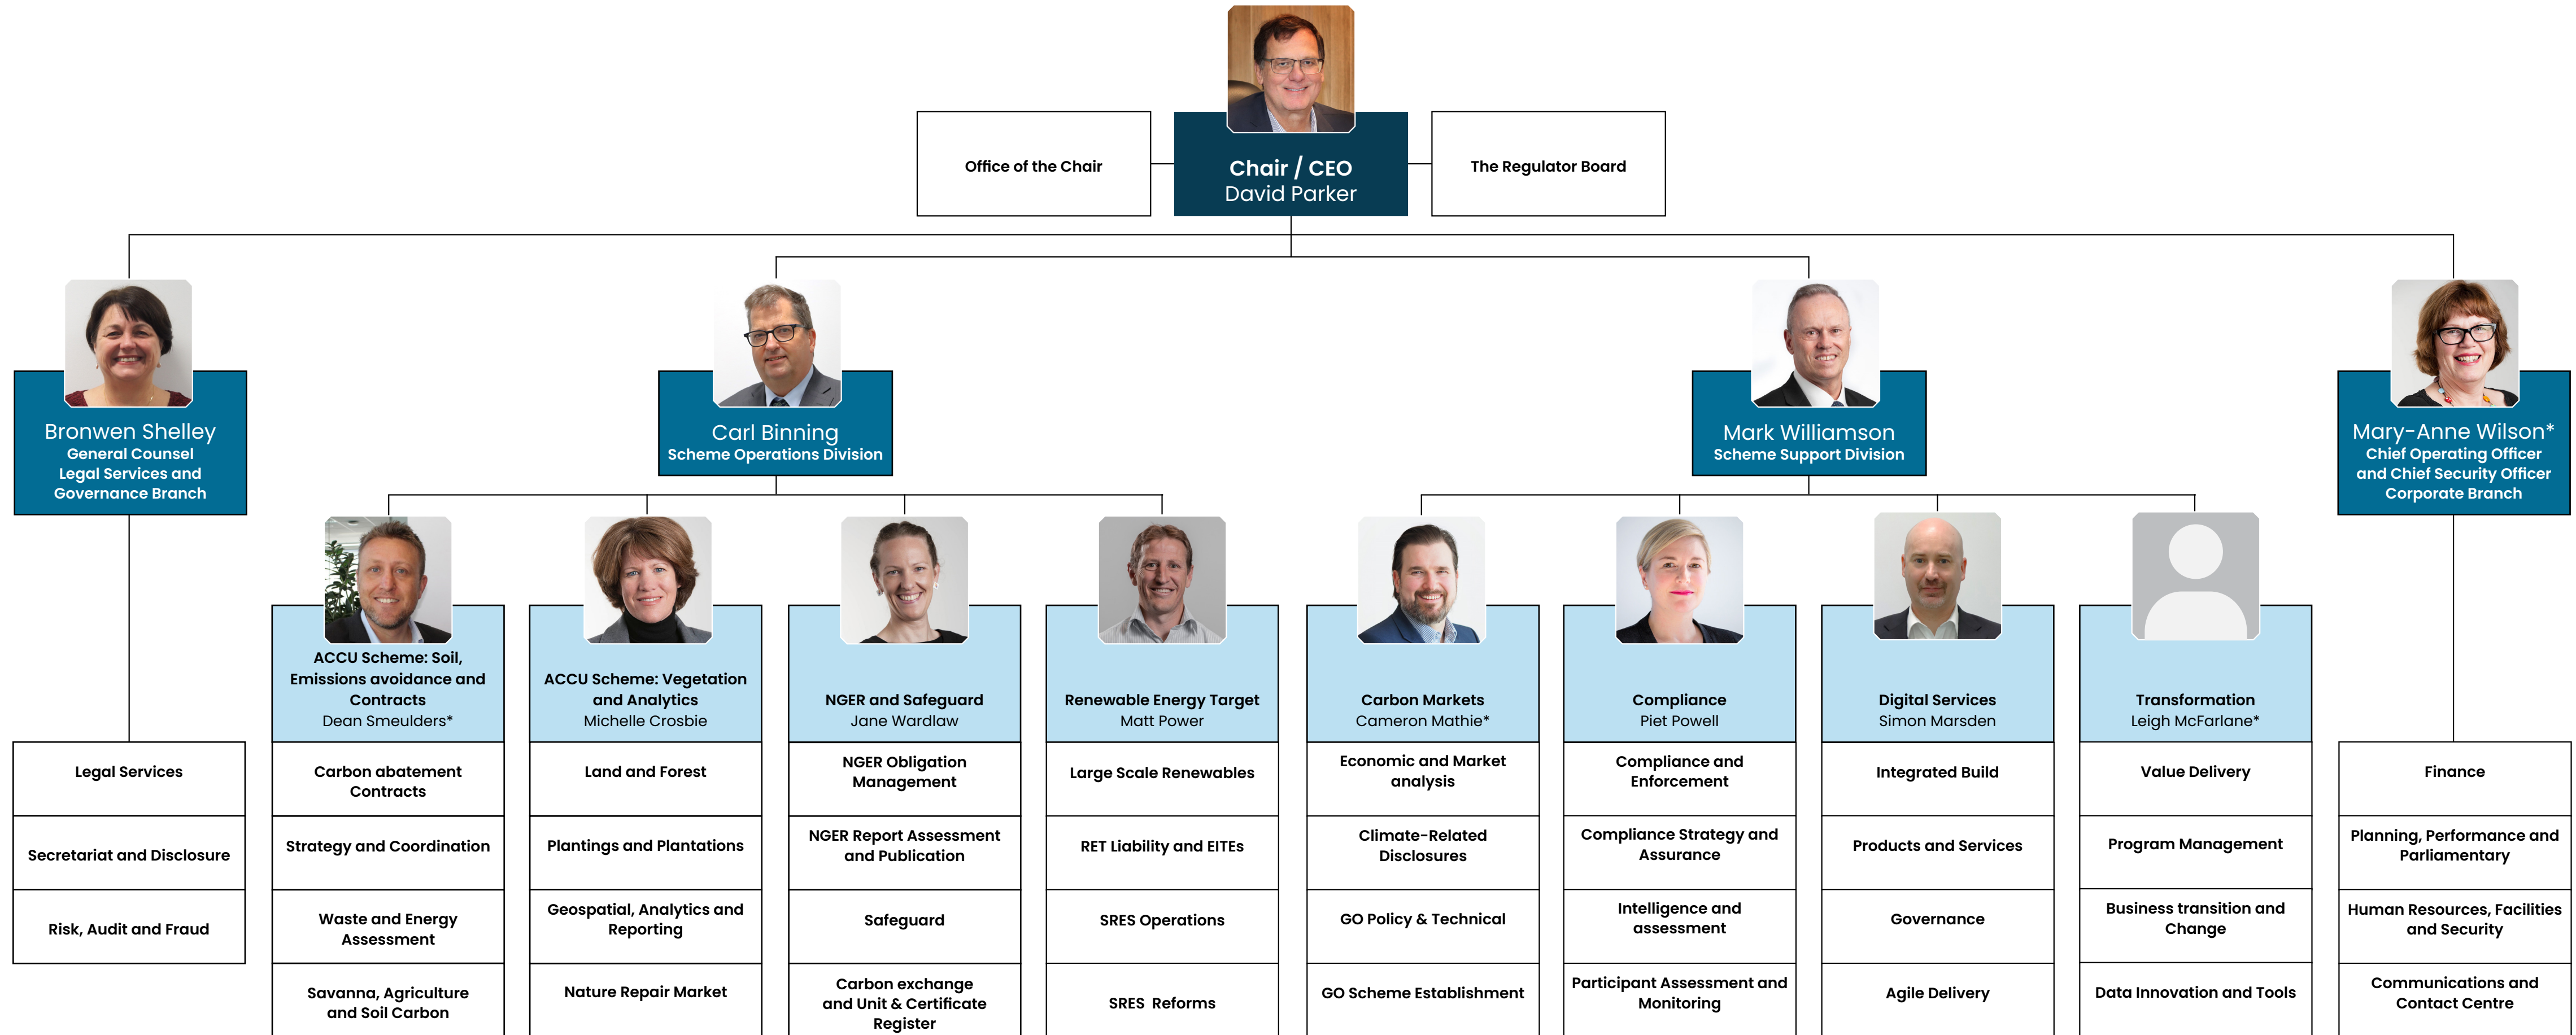 Office of the Chair
Chair / CEO
David Parker
The Regulator Board
Bronwen Shelley
General Counsel
Legal Services and
Governance Branch
Carl Binning
Scheme Operations Division
Mark Williamson
Scheme Support Division
Mary-Anne Wilson*
Chief Operating Officer
and Chief Security Officer
Corporate Branch
ACCU Scheme: Soil,
Emissions avoidance and
Contracts
Dean Smeulders*
ACCU Scheme: Vegetation
and Analytics
Michelle Crosbie
NGER and Safeguard
Jane Wardlaw
Renewable Energy Target
Matt Power
Carbon Markets
Cameron Mathie*
Compliance
Piet Powell
Digital Services
Simon Marsden
Transformation
Leigh McFarlane*
Legal Services
Carbon abatement
Contracts
Land and Forest
NGER Obligation
Management
Large Scale Renewables
Economic and Market
analysis
Compliance and
Enforcement
Integrated Build
Value Delivery
Finance
Secretariat and Disclosure
Strategy and Coordination
Plantings and Plantations
NGER Report Assessment
and Publication
RET Liability and EITEs
Climate-Related
Disclosures
Compliance Strategy and
Assurance
Products and Services
Program Management
Planning, Performance and
Parliamentary
Risk, Audit and Fraud
Waste and Energy
Assessment
Geospatial, Analytics and
Reporting
Safeguard
SRES Operations
GO Policy & Technical
Intelligence and
assessment
Governance
Business transition and
Change
Human Resources, Facilities
and Security
Savanna, Agriculture
and Soil Carbon
Nature Repair Market
Carbon exchange
and Unit & Certificate
Register
SRES Reforms
GO Scheme Establishment
Participant Assessment and
Monitoring
Agile Delivery
Data Innovation and Tools
Communications and
Contact Centre